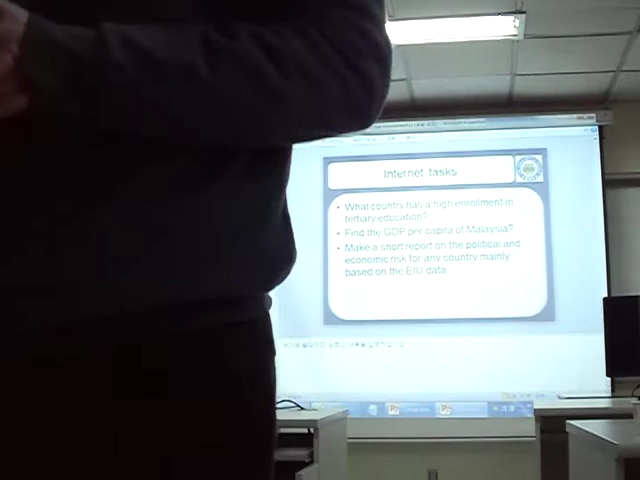 Internet tasks
• What country has a high enrollment in
tertiary education?
• Find the GDP per capita of Malaysia?
• Make a short report on the political and
economic risk for any country mainly
based on the EIU data